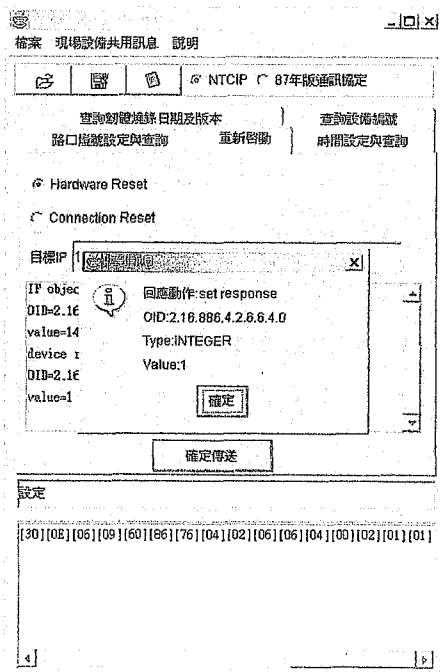 檔案 現場設備共用訊息 說明
NTCIP 87年版通訊協定
查詢韌體燒錄日期及版本 查詢設備編號
路口燈號設定與查詢 重新啓動 時間設定與查詢
Hardware Reset
Connection Reset
目標IP 1
IP objec
OID=2.16
value=14
device r
OID=2.16
value=1
回應動作:set response
OID:2.16.886.4.2.6.6.4.0
Type:INTEGER
Value:1
確定
確定傳送
設定
[30][0E][06][09][60][86][76][04][02][06][06][04][00][02][01][01]